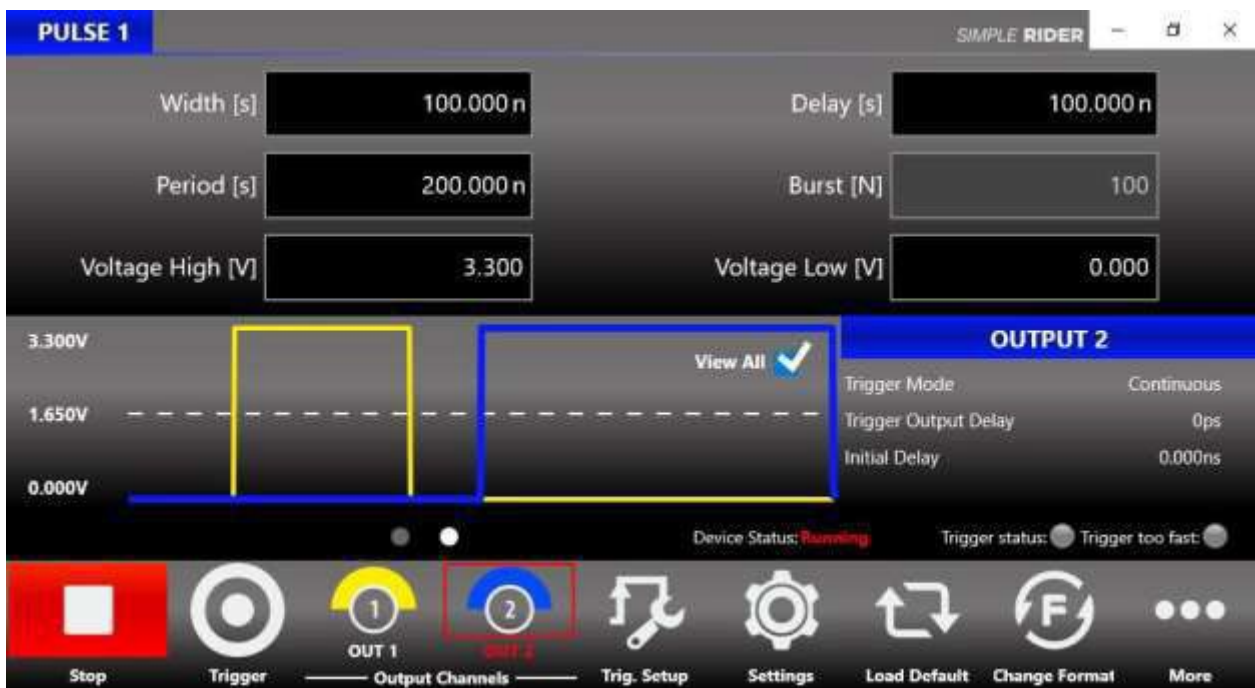 PULSE 1
SIMPLE RIDER
Width [s] 100.000 n
Delay [s] 100.000 n
Period [s] 200.000 n
Burst [N] 100
Voltage High [V] 3.300
Voltage Low [V] 0.000
3.300V
1.650V
0.000V
View All
OUTPUT 2
Trigger Mode Continuous
Trigger Output Delay 0ps
Initial Delay 0.000ns
Device Status: Running
Trigger status: Trigger too fast:
1
2
F
OUT 1
OUT 2
Stop
Trigger
Output Channels
Trig. Setup
Settings
Load Default
Change Format
More